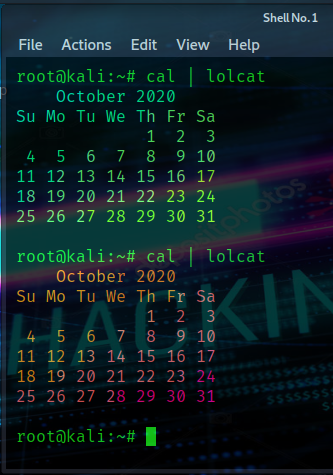 Shell No. 1
File Actions Edit View Help
root@kali:~# cal | lolcat
October 2020
Su Mo Tu We Th Fr Sa
1 2 3
4 5 6 7 8 9 10
11 12 13 14 15 16 17
18 19 20 21 22 23 24
25 26 27 28 29 30 31
root@kali:~# cal | lolcat
October 2020
Su Mo Tu We Th Fr Sa
1 2 3
4 5 6 7 8 9 10
11 12 13 14 15 16 17
18 19 20 21 22 23 24
25 26 27 28 29 30 31
root@kali:~#